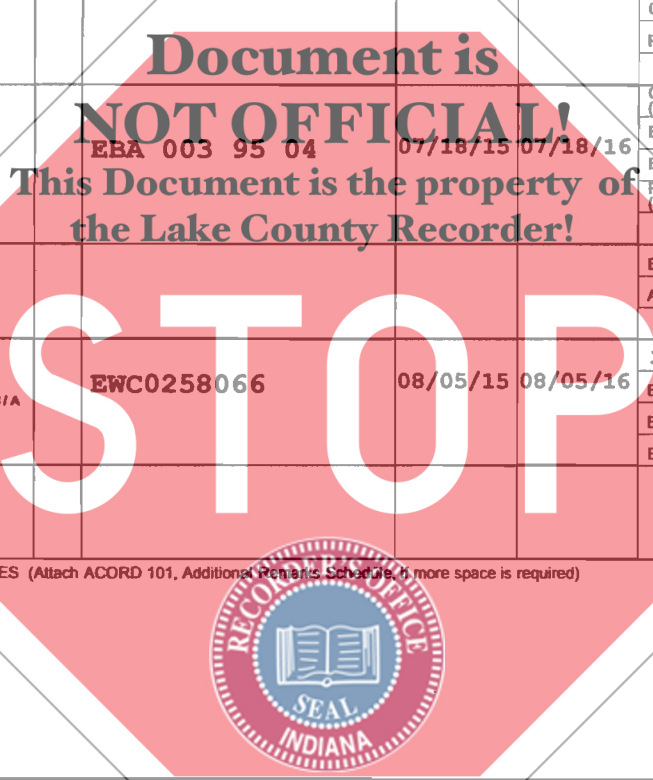 Document is
NOT OFFICIAL!
EBA 003 95 04 07/18/15 07/18/16
This Document is the property of
the Lake County Recorder!
STOP
EWC0258066 08/05/15 08/05/16
/A
ES (Attach ACORD 101, Additional Remarks Schedule, if more space is required)
RECORDER'S OFFICE
SEAL
INDIANA